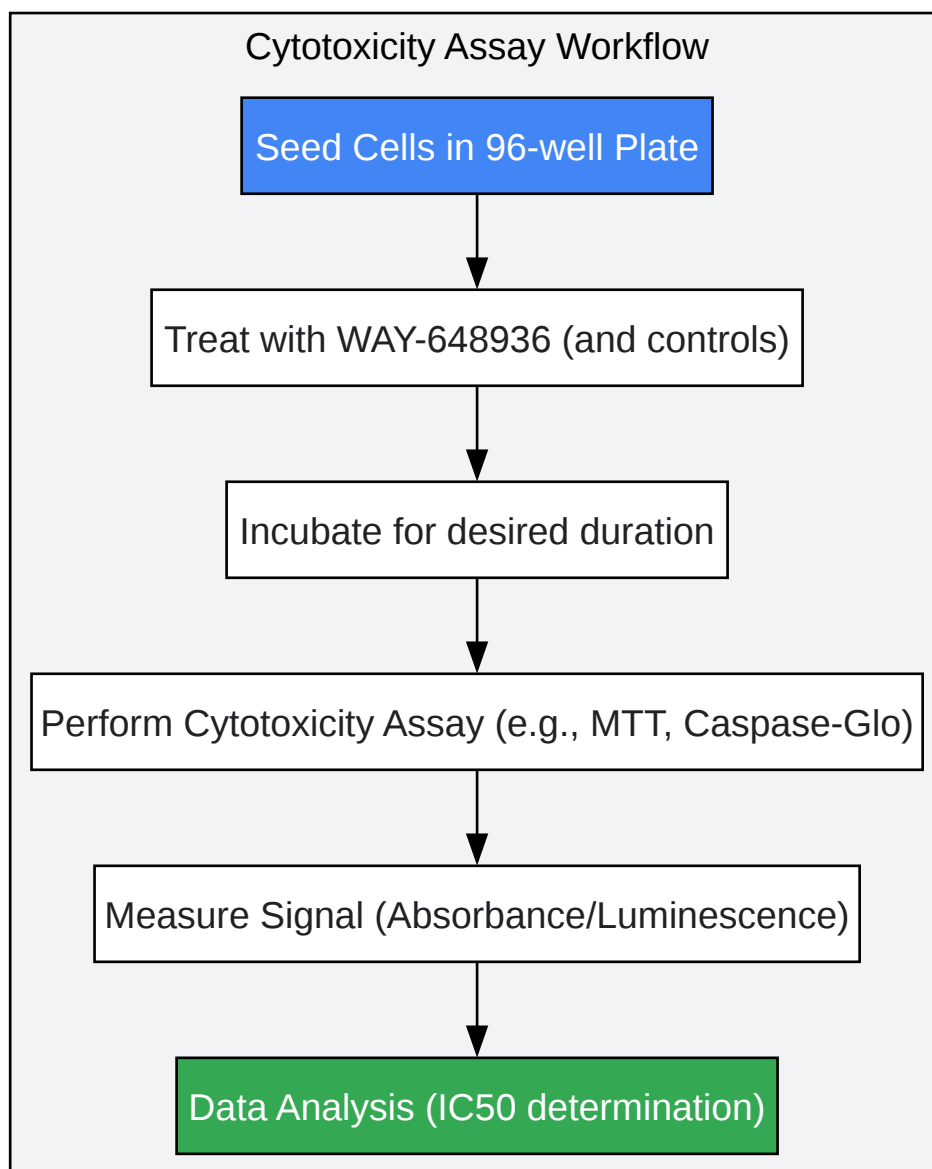 Cytotoxicity Assay Workflow
Seed Cells in 96-well Plate
Treat with WAY-648936 (and controls)
Incubate for desired duration
Perform Cytotoxicity Assay (e.g., MTT, Caspase-Glo)
Measure Signal (Absorbance/Luminescence)
Data Analysis (IC50 determination)